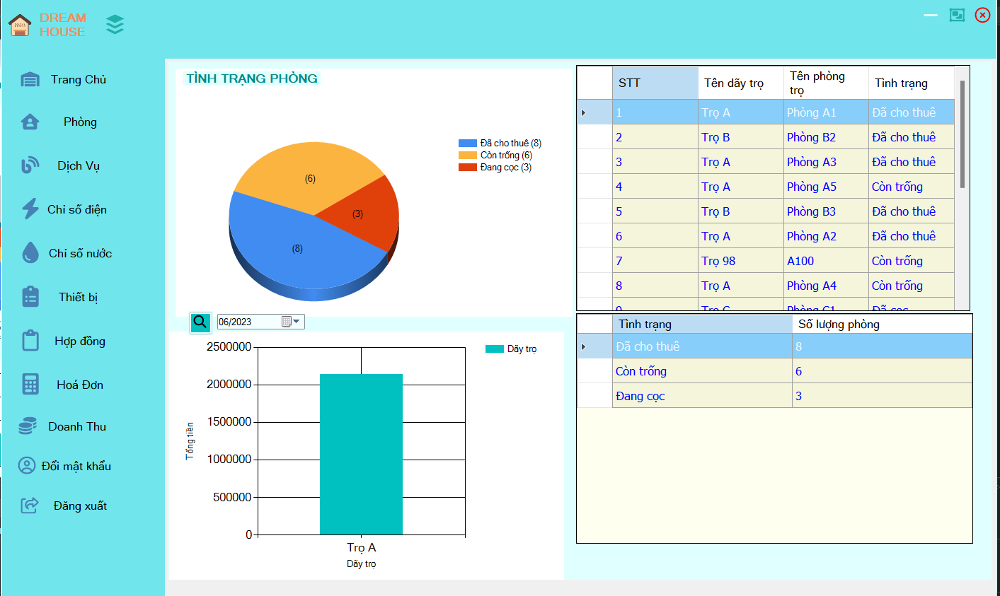 DREAM
HOUSE
Trang Chủ
Phòng
Dịch Vụ
Chỉ số điện
Chỉ số nước
Thiết bị
Hợp đồng
Hoá Đơn
Doanh Thu
Đổi mật khẩu
Đăng xuất
TÌNH TRẠNG PHÒNG
Đã cho thuê (8)
Còn trống (6)
Đang cọc (3)
(6)
(3)
(8)
06/2023
2500000
2000000
1500000
1000000
500000
0
Tổng tiền
Trọ A
Dãy trọ
Dãy trọ
STT Tên dãy trọ Tên phòng trọ Tình trạng
1 Trọ A Phòng A1 Đã cho thuê
2 Trọ B Phòng B2 Đã cho thuê
3 Trọ A Phòng A3 Đã cho thuê
4 Trọ A Phòng A5 Còn trống
5 Trọ B Phòng B3 Đã cho thuê
6 Trọ A Phòng A2 Đã cho thuê
7 Trọ 98 A100 Còn trống
8 Trọ A Phòng A4 Còn trống
9 Trọ C Phòng C1 Đã cọc
Tình trạng Số lượng phòng
Đã cho thuê 8
Còn trống 6
Đang cọc 3